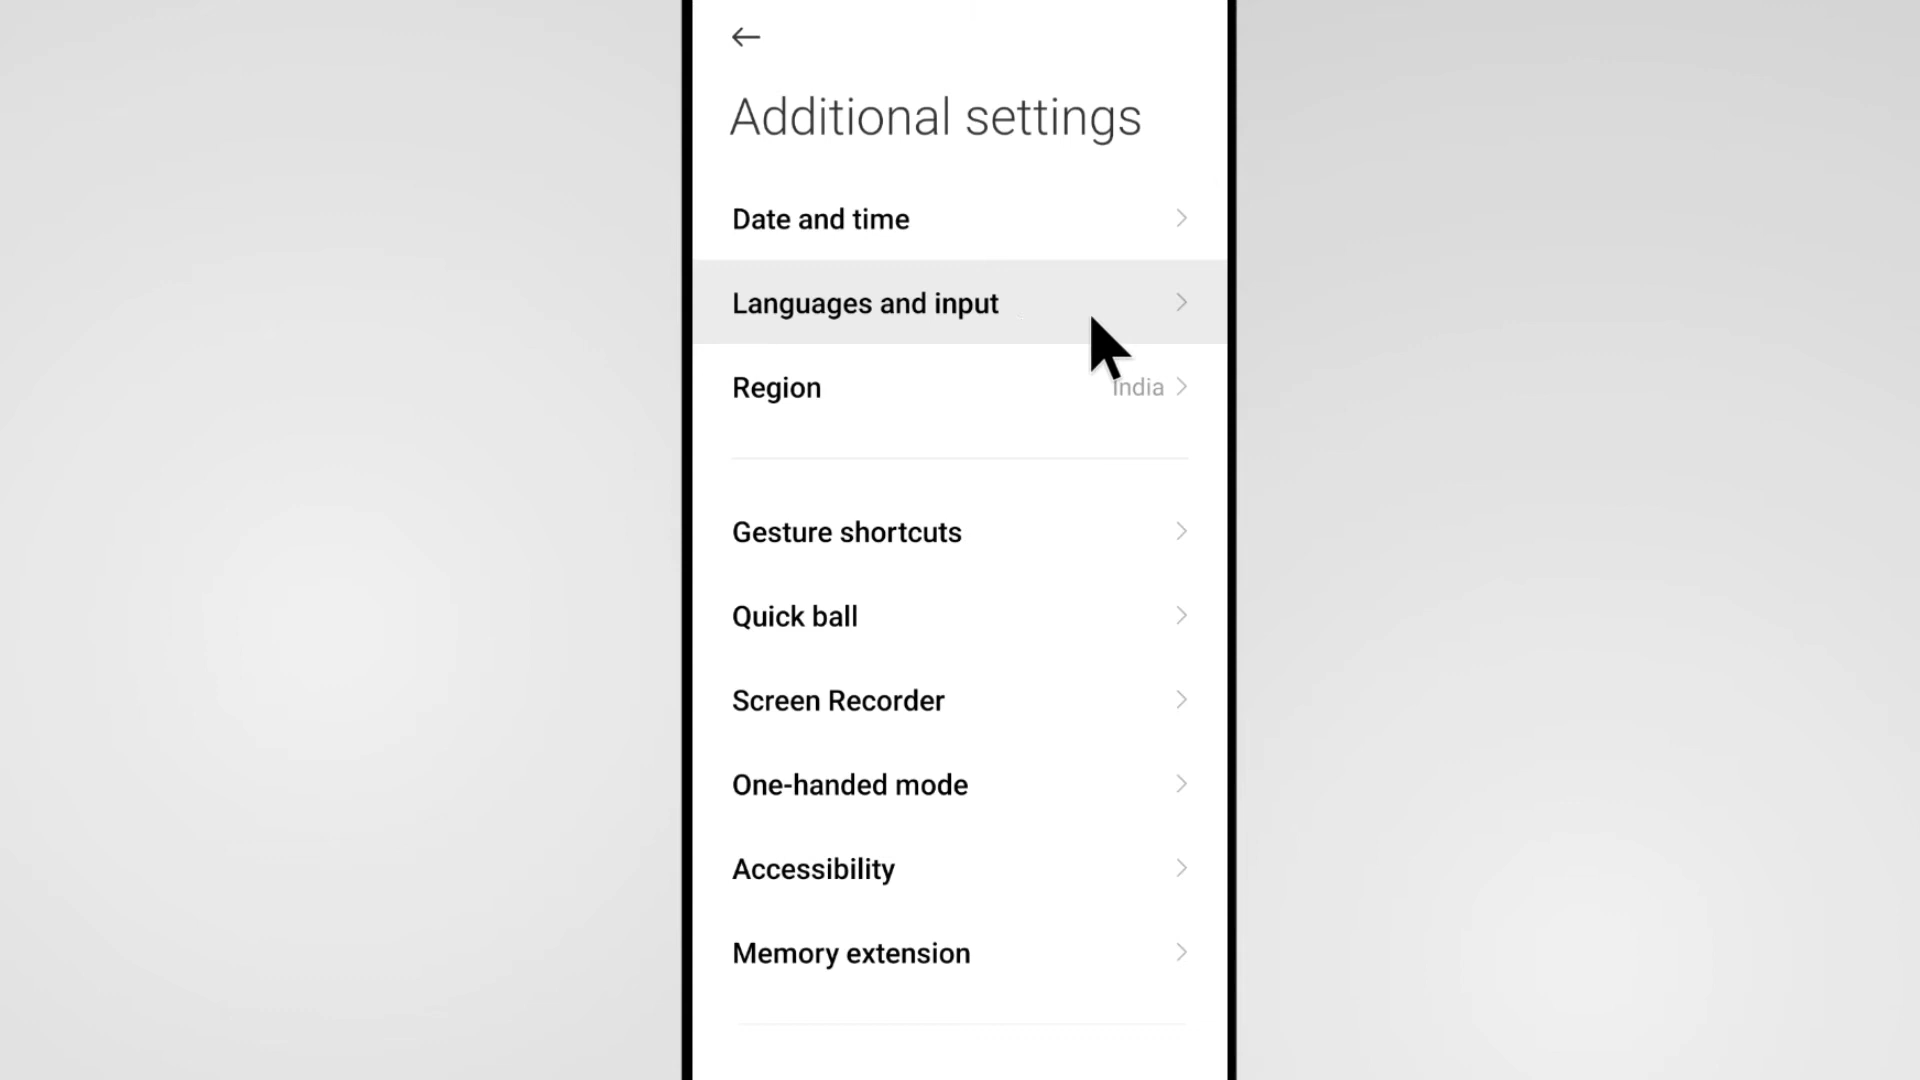 Additional settings
Date and time
Languages and input
Region
India
Gesture shortcuts
Quick ball
Screen Recorder
One-handed mode
Accessibility
Memory extension